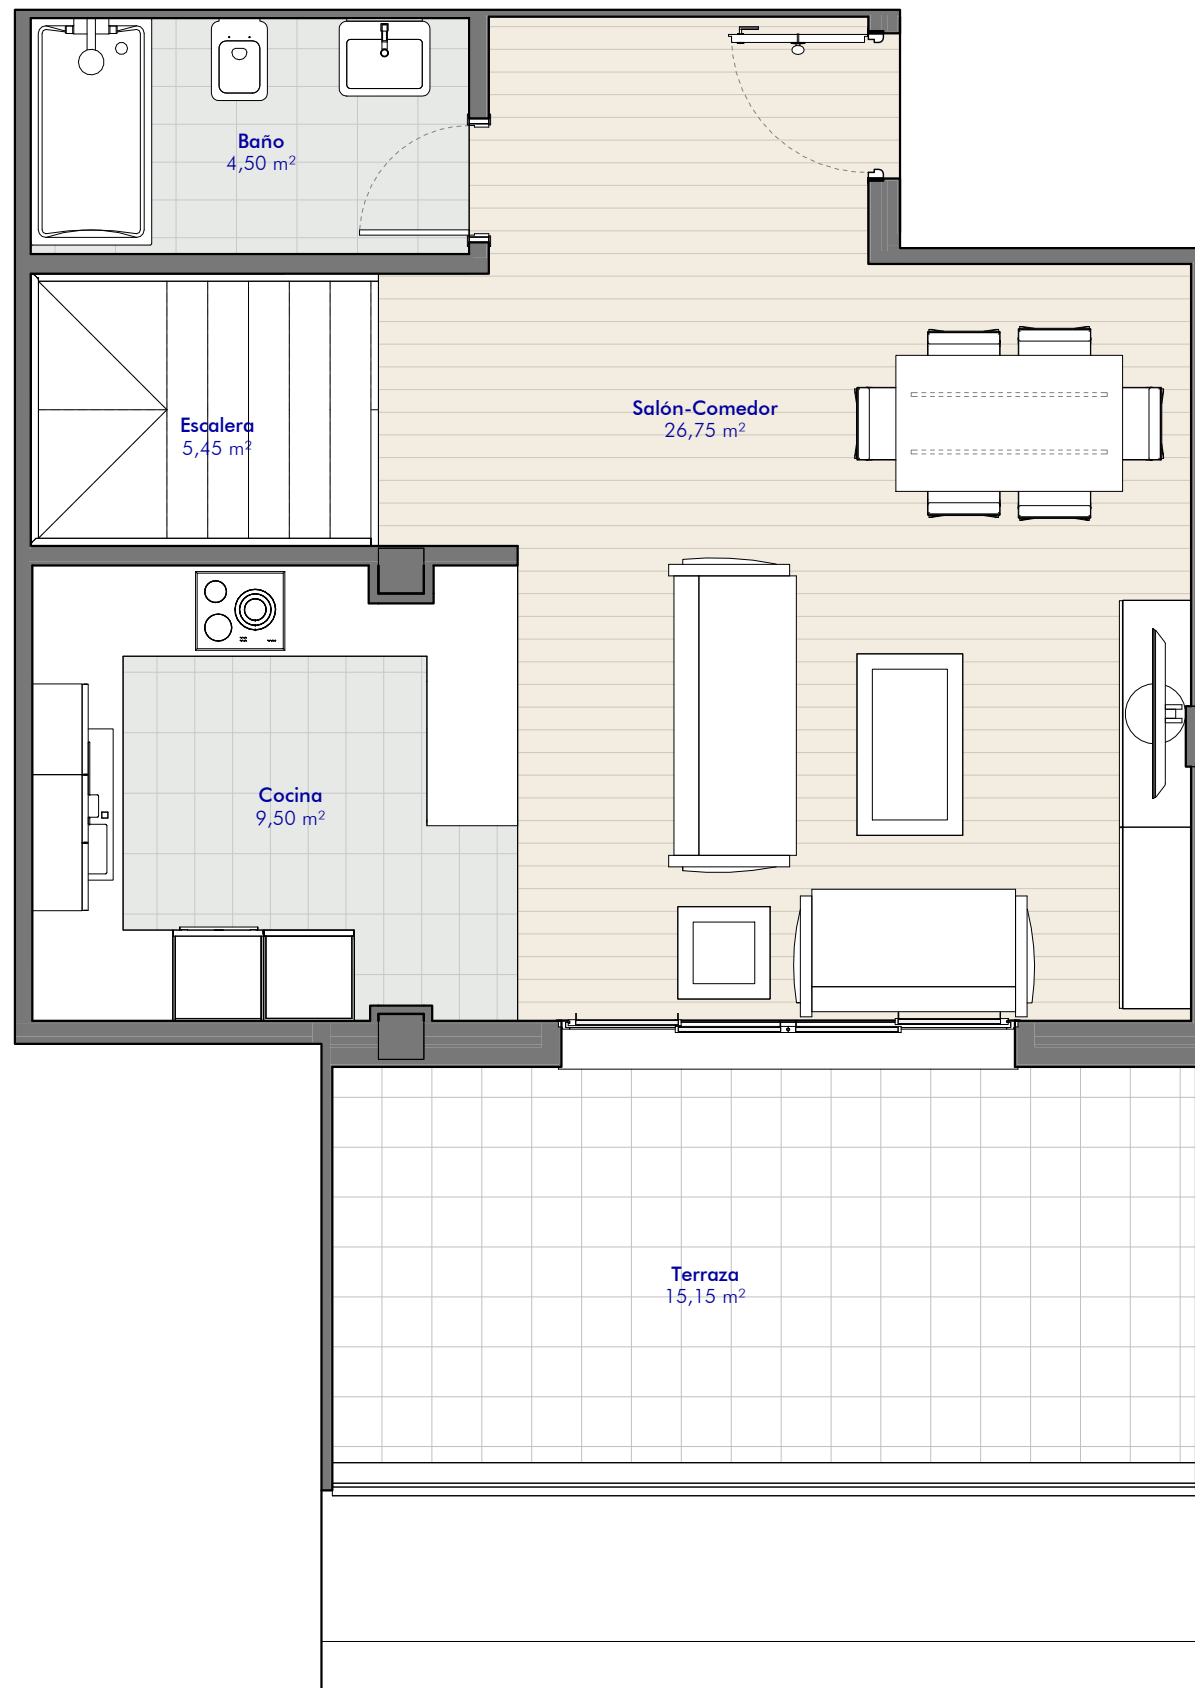 Baño
4,50 m²
Salón-Comedor
26,75 m²
Escalera
5,45 m²
Cocina
9,50 m²
Terraza
15,15 m²